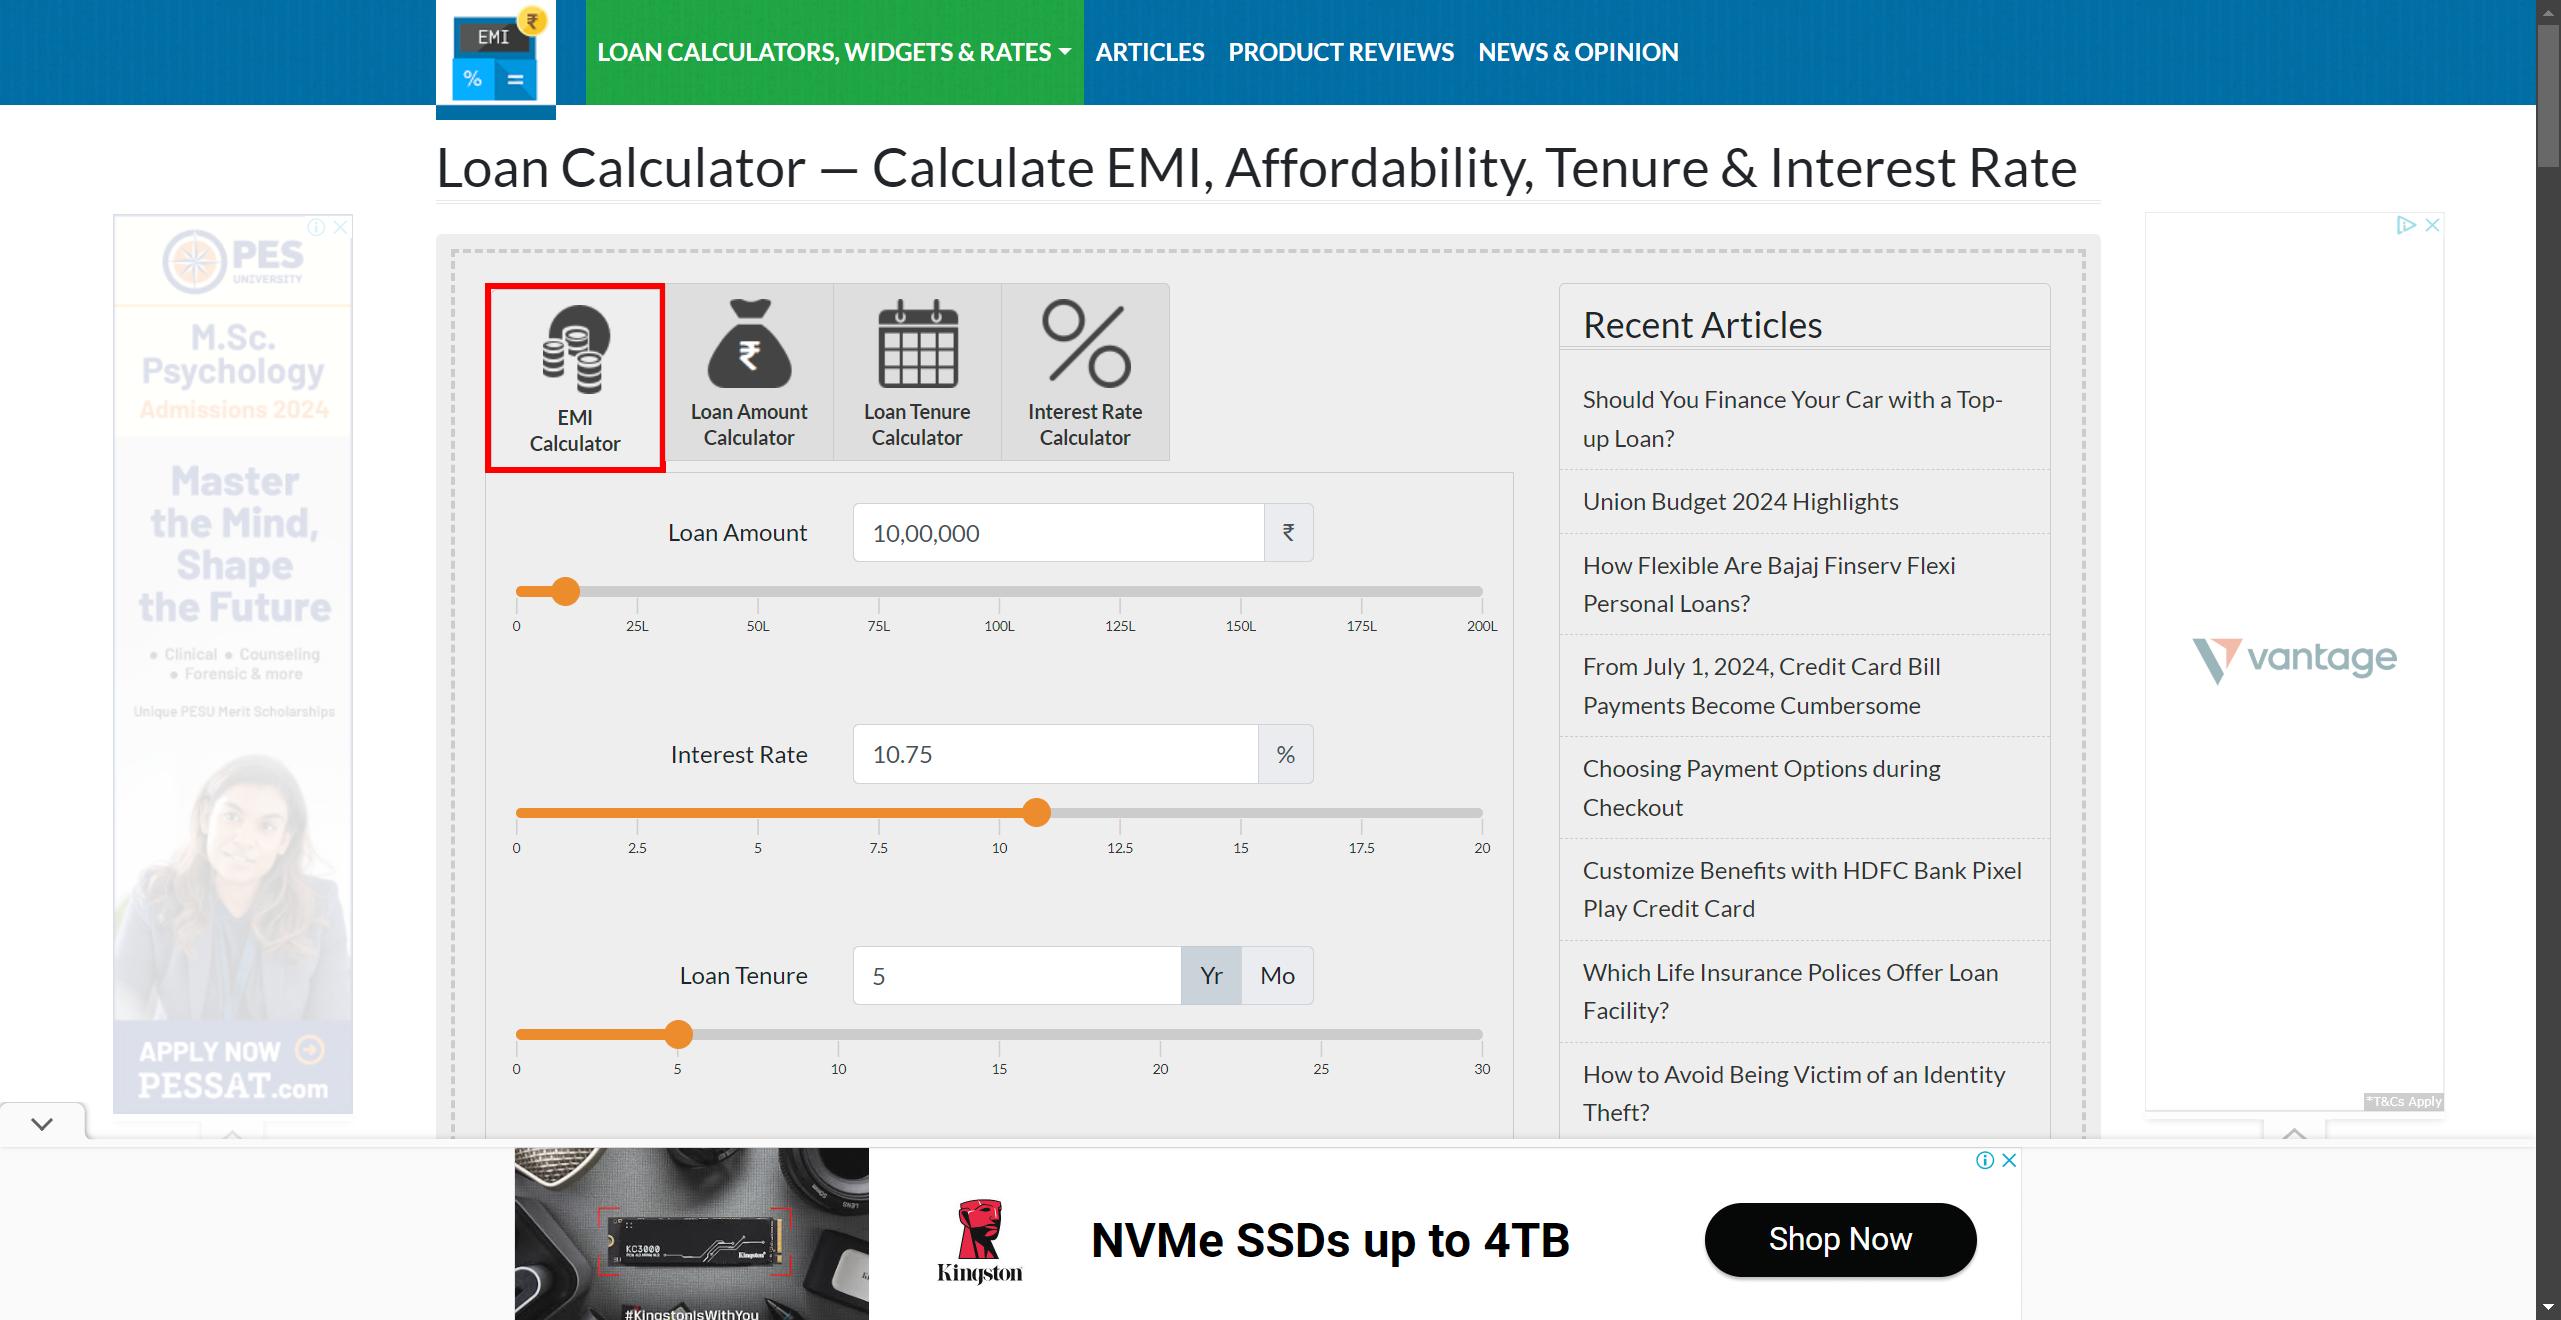 EMI
₹
%
=
LOAN CALCULATORS, WIDGETS & RATES
ARTICLES
PRODUCT REVIEWS
NEWS & OPINION
Loan Calculator — Calculate EMI, Affordability, Tenure & Interest Rate
PES
UNIVERSITY
M.Sc.
Psychology
Admissions 2024
Master
the Mind,
Shape
the Future
• Clinical • Counseling
• Forensic & more
Unique PESU Merit Scholarships
APPLY NOW
PESSAT.com
EMI
Calculator
₹
Loan Amount
Calculator
Loan Tenure
Calculator
Interest Rate
Calculator
Loan Amount
10,00,000
₹
0
25L
50L
75L
100L
125L
150L
175L
200L
Interest Rate
10.75
%
0
2.5
5
7.5
10
12.5
15
17.5
20
Loan Tenure
5
Yr
Mo
0
5
10
15
20
25
30
Recent Articles
Should You Finance Your Car with a Top-
up Loan?
Union Budget 2024 Highlights
How Flexible Are Bajaj Finserv Flexi
Personal Loans?
From July 1, 2024, Credit Card Bill
Payments Become Cumbersome
Choosing Payment Options during
Checkout
Customize Benefits with HDFC Bank Pixel
Play Credit Card
Which Life Insurance Polices Offer Loan
Facility?
How to Avoid Being Victim of an Identity
Theft?
vantage
*T&Cs Apply
KC3000
Kingston
#KingstonIsWithYou
Kingston
NVMe SSDs up to 4TB
Shop Now